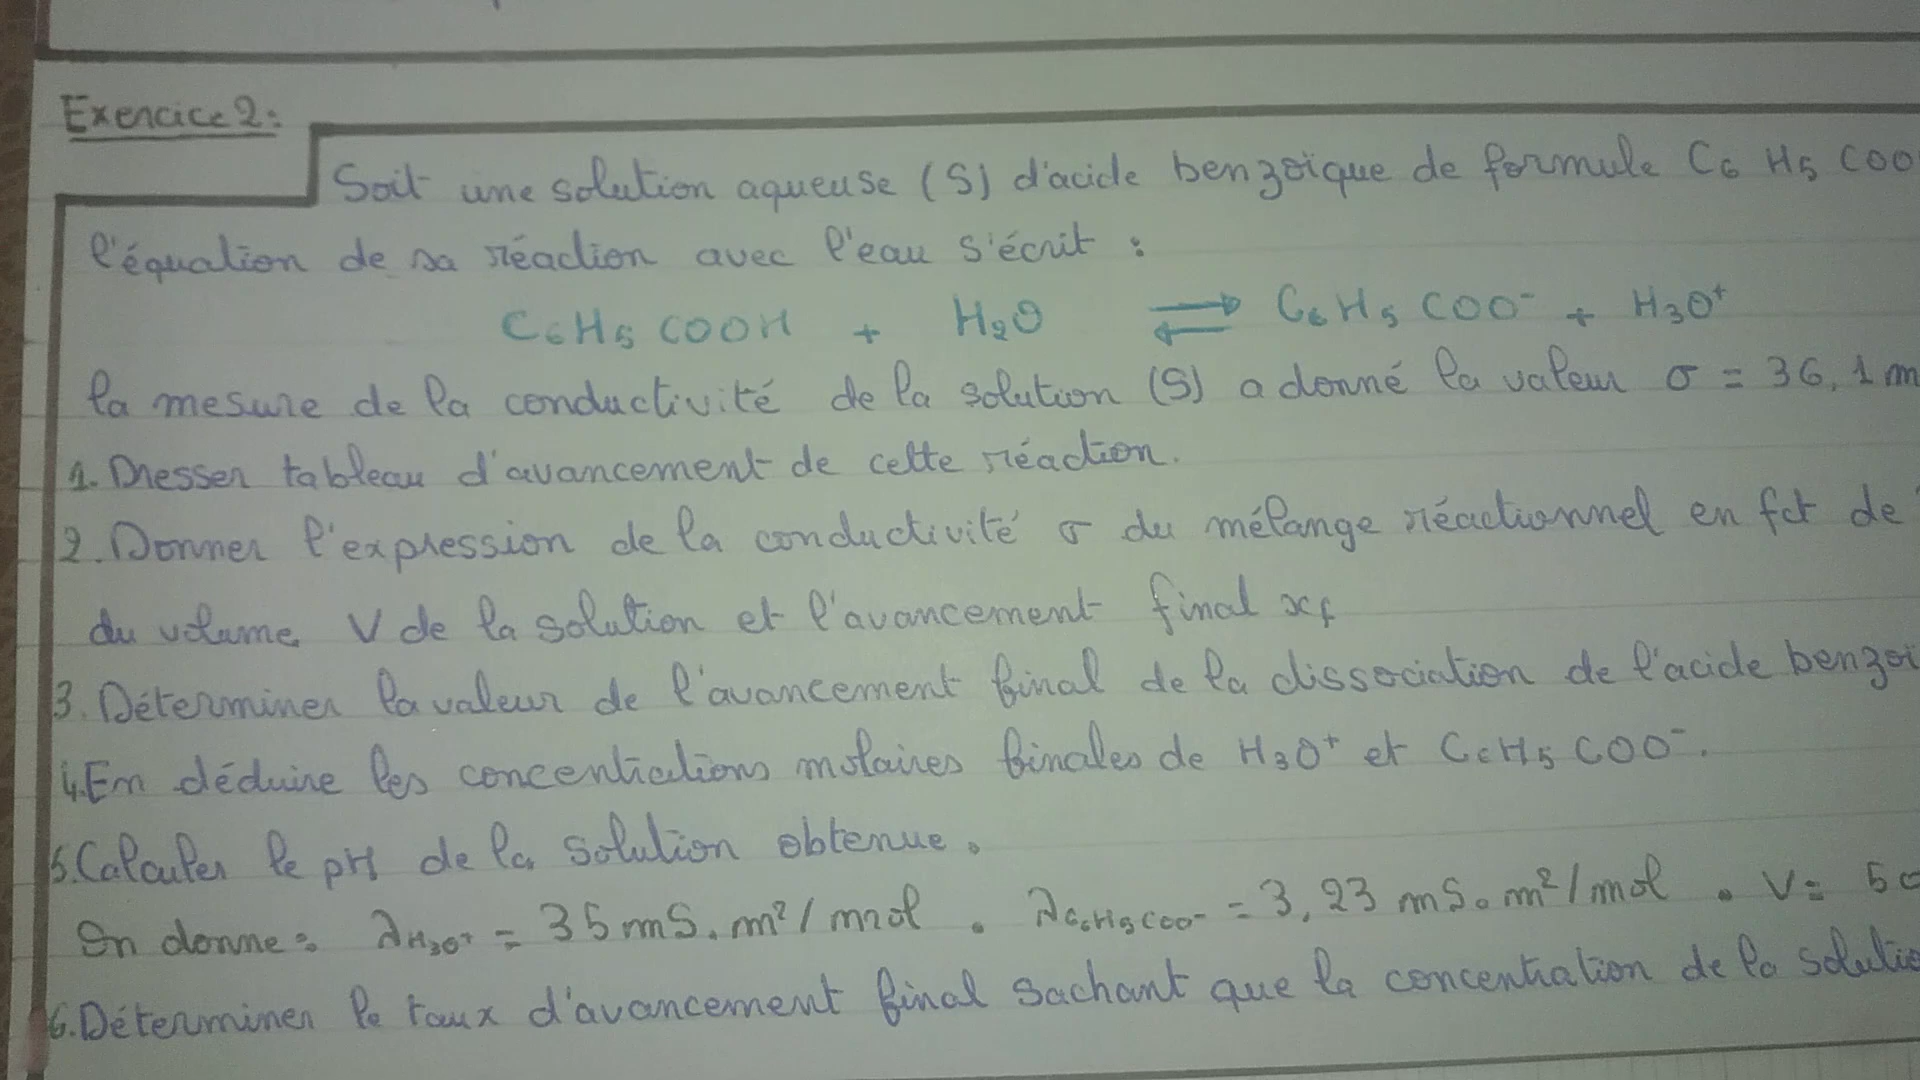 Exercice 2:
Soit une solution aqueuse (S) d'acide benzoïque de formule C6 H5 COO
l'équation de sa réaction avec l'eau s'écrit :
C6H5 COOH + H2O ⇌ C6H5 COO⁻ + H3O⁺
la mesure de la conductivité de la solution (S) a donné la valeur σ = 36,1 m
1. Dresser tableau d'avancement de cette réaction.
2. Donner l'expression de la conductivité σ du mélange réactionnel en fct de
du volume V de la solution et l'avancement final xf
3. Déterminer la valeur de l'avancement final de la dissociation de l'acide benzoi
4. En déduire les concentrations molaires finales de H3O⁺ et C6H5 COO⁻.
5. Calculer le pH de la solution obtenue.
On donne : λH3O⁺ = 35 mS.m²/mol . λC6H5COO⁻ = 3,23 mS.m²/mol . V= 50
6. Déterminer le taux d'avancement final sachant que la concentration de la solutio